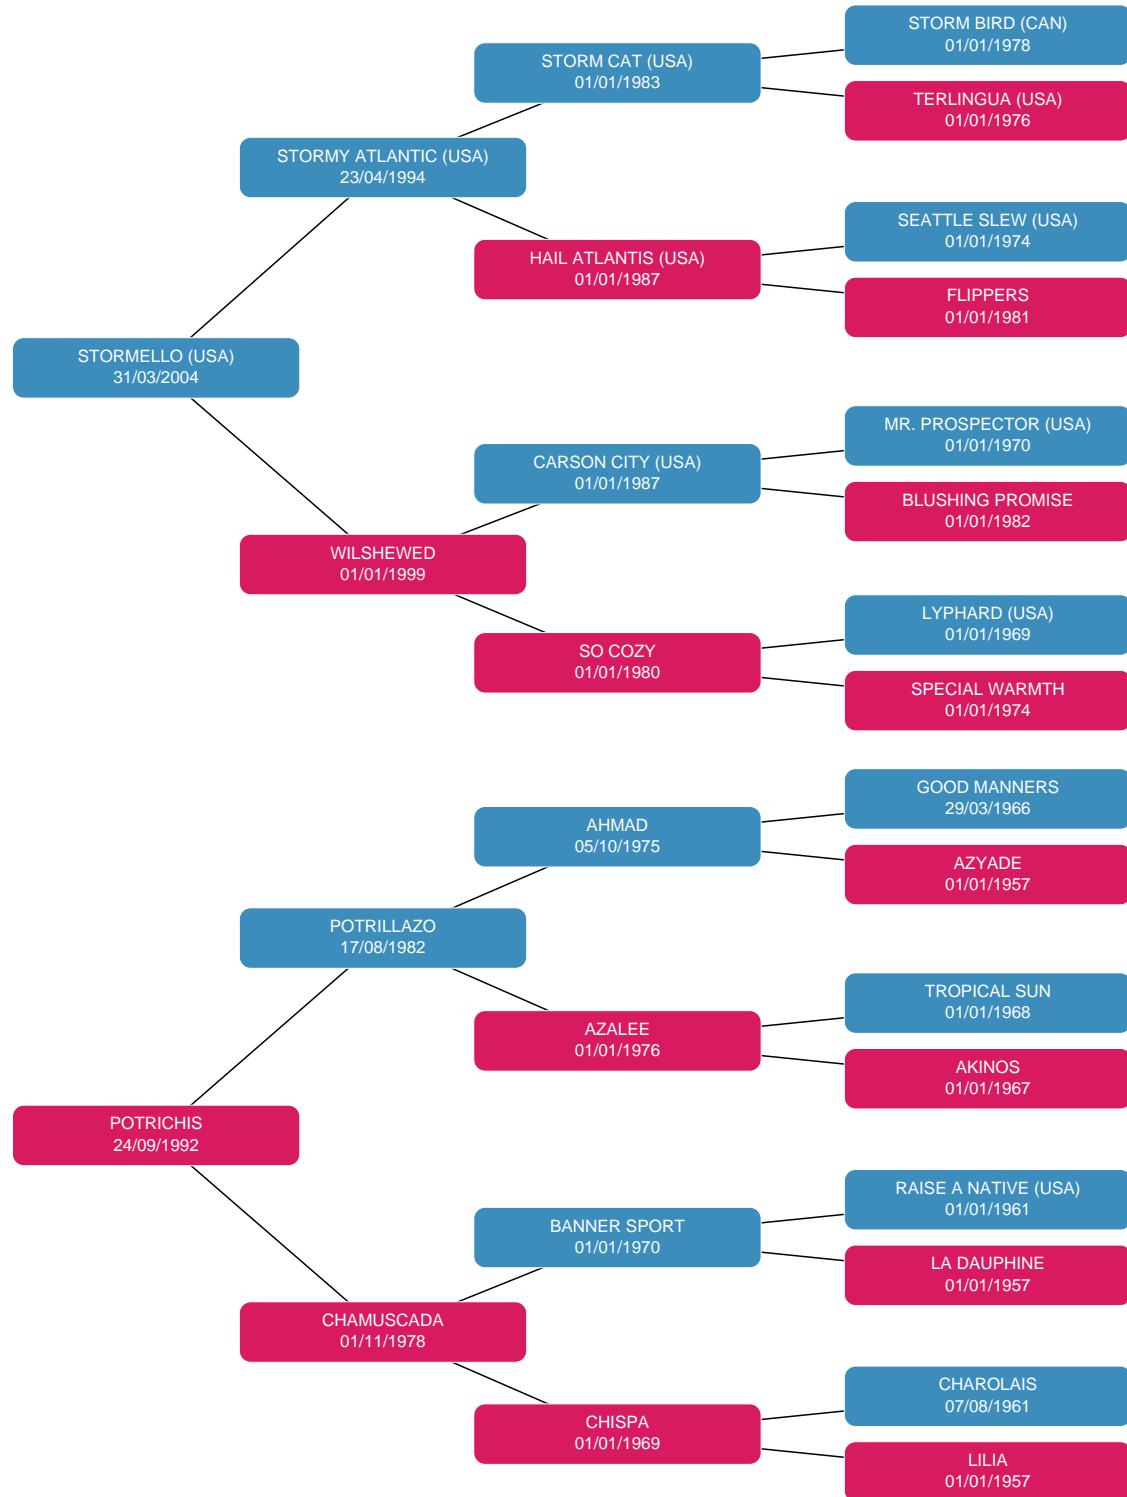 STORM BIRD (CAN)
01/01/1978
STORM CAT (USA)
01/01/1983
TERLINGUA (USA)
01/01/1976
STORMY ATLANTIC (USA)
23/04/1994
SEATTLE SLEW (USA)
01/01/1974
HAIL ATLANTIS (USA)
01/01/1987
FLIPPERS
01/01/1981
STORMELLO (USA)
31/03/2004
MR. PROSPECTOR (USA)
01/01/1970
CARSON CITY (USA)
01/01/1987
BLUSHING PROMISE
01/01/1982
WILSHEWED
01/01/1999
LYPHARD (USA)
01/01/1969
SO COZY
01/01/1980
SPECIAL WARMTH
01/01/1974
GOOD MANNERS
29/03/1966
AHMAD
05/10/1975
AZYADE
01/01/1957
POTRILLAZO
17/08/1982
TROPICAL SUN
01/01/1968
AZALEE
01/01/1976
AKINOS
01/01/1967
POTRICHIS
24/09/1992
RAISE A NATIVE (USA)
01/01/1961
BANNER SPORT
01/01/1970
LA DAUPHINE
01/01/1957
CHAMUSCADA
01/11/1978
CHAROLAIS
07/08/1961
CHISPA
01/01/1969
LILIA
01/01/1957